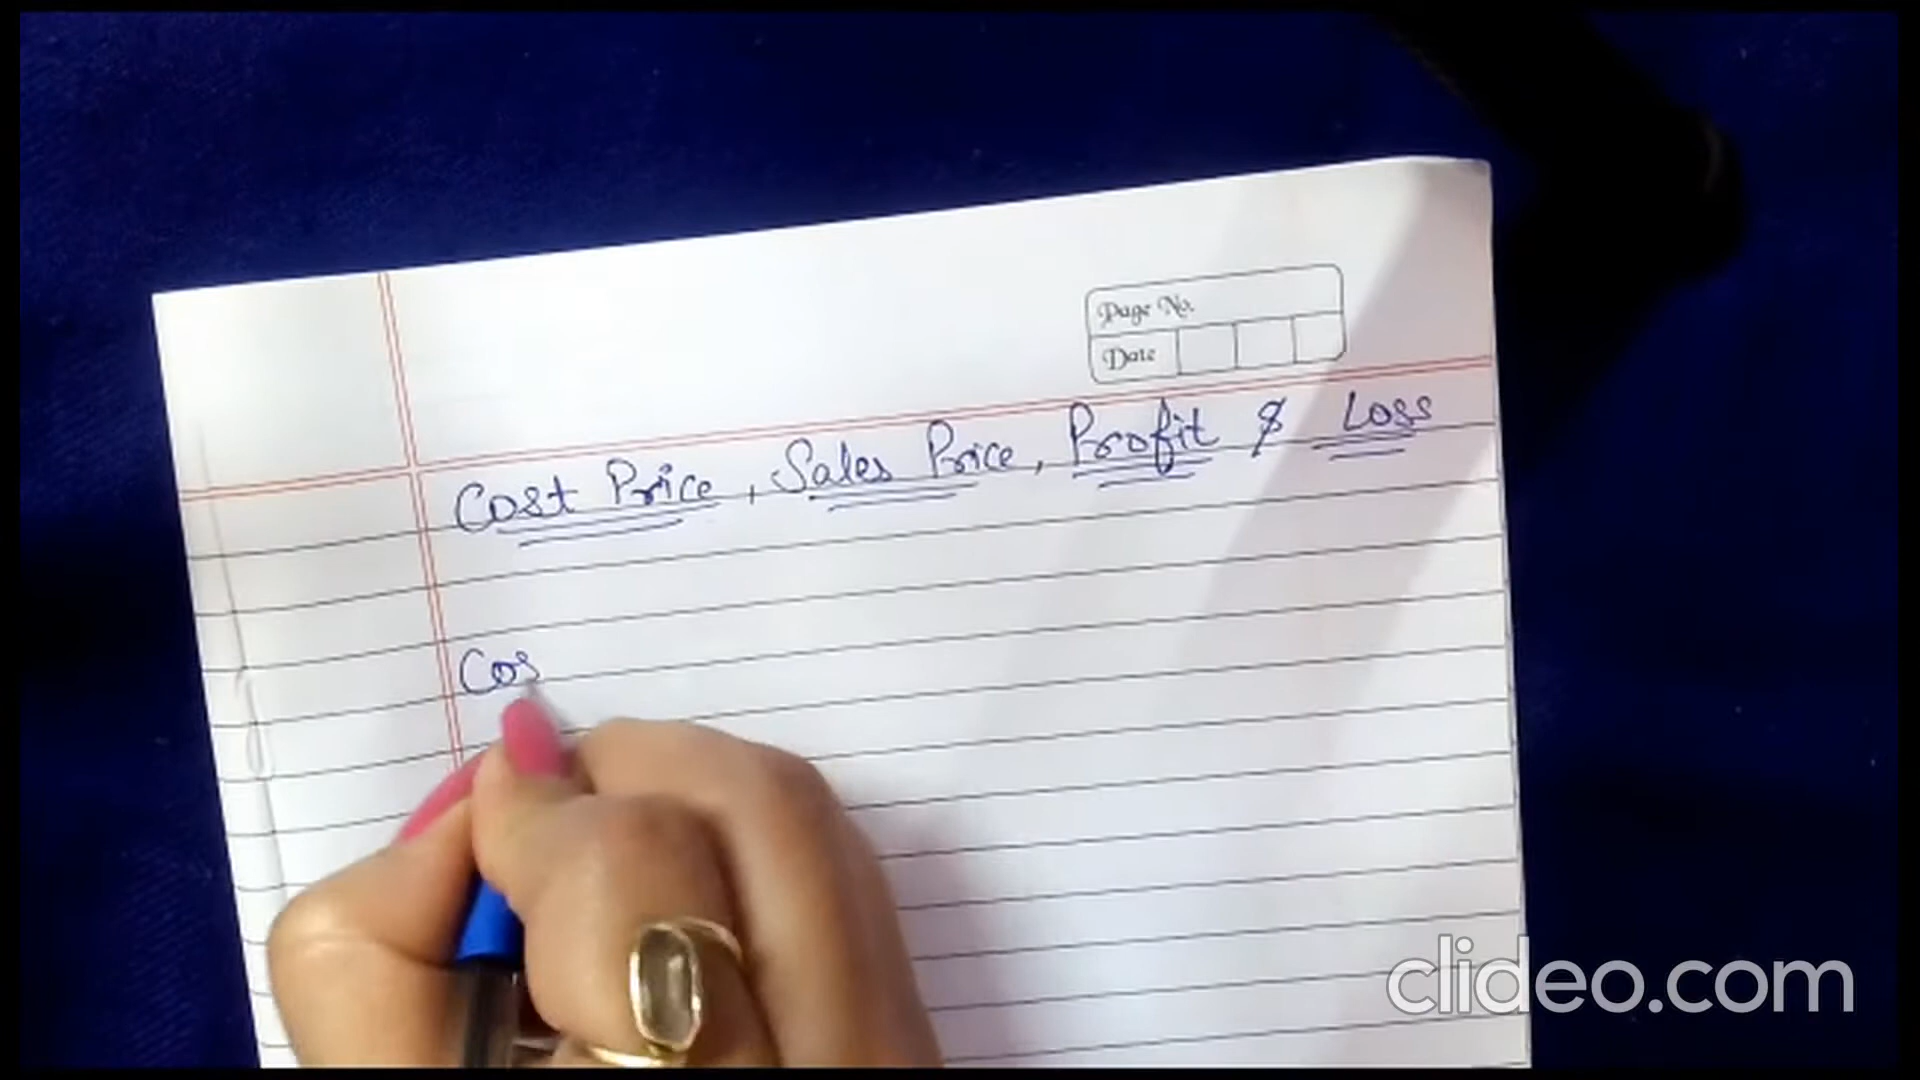 Page No.
Date
Cost Price, Sales Price, Profit & Loss
Cos
clideo.com